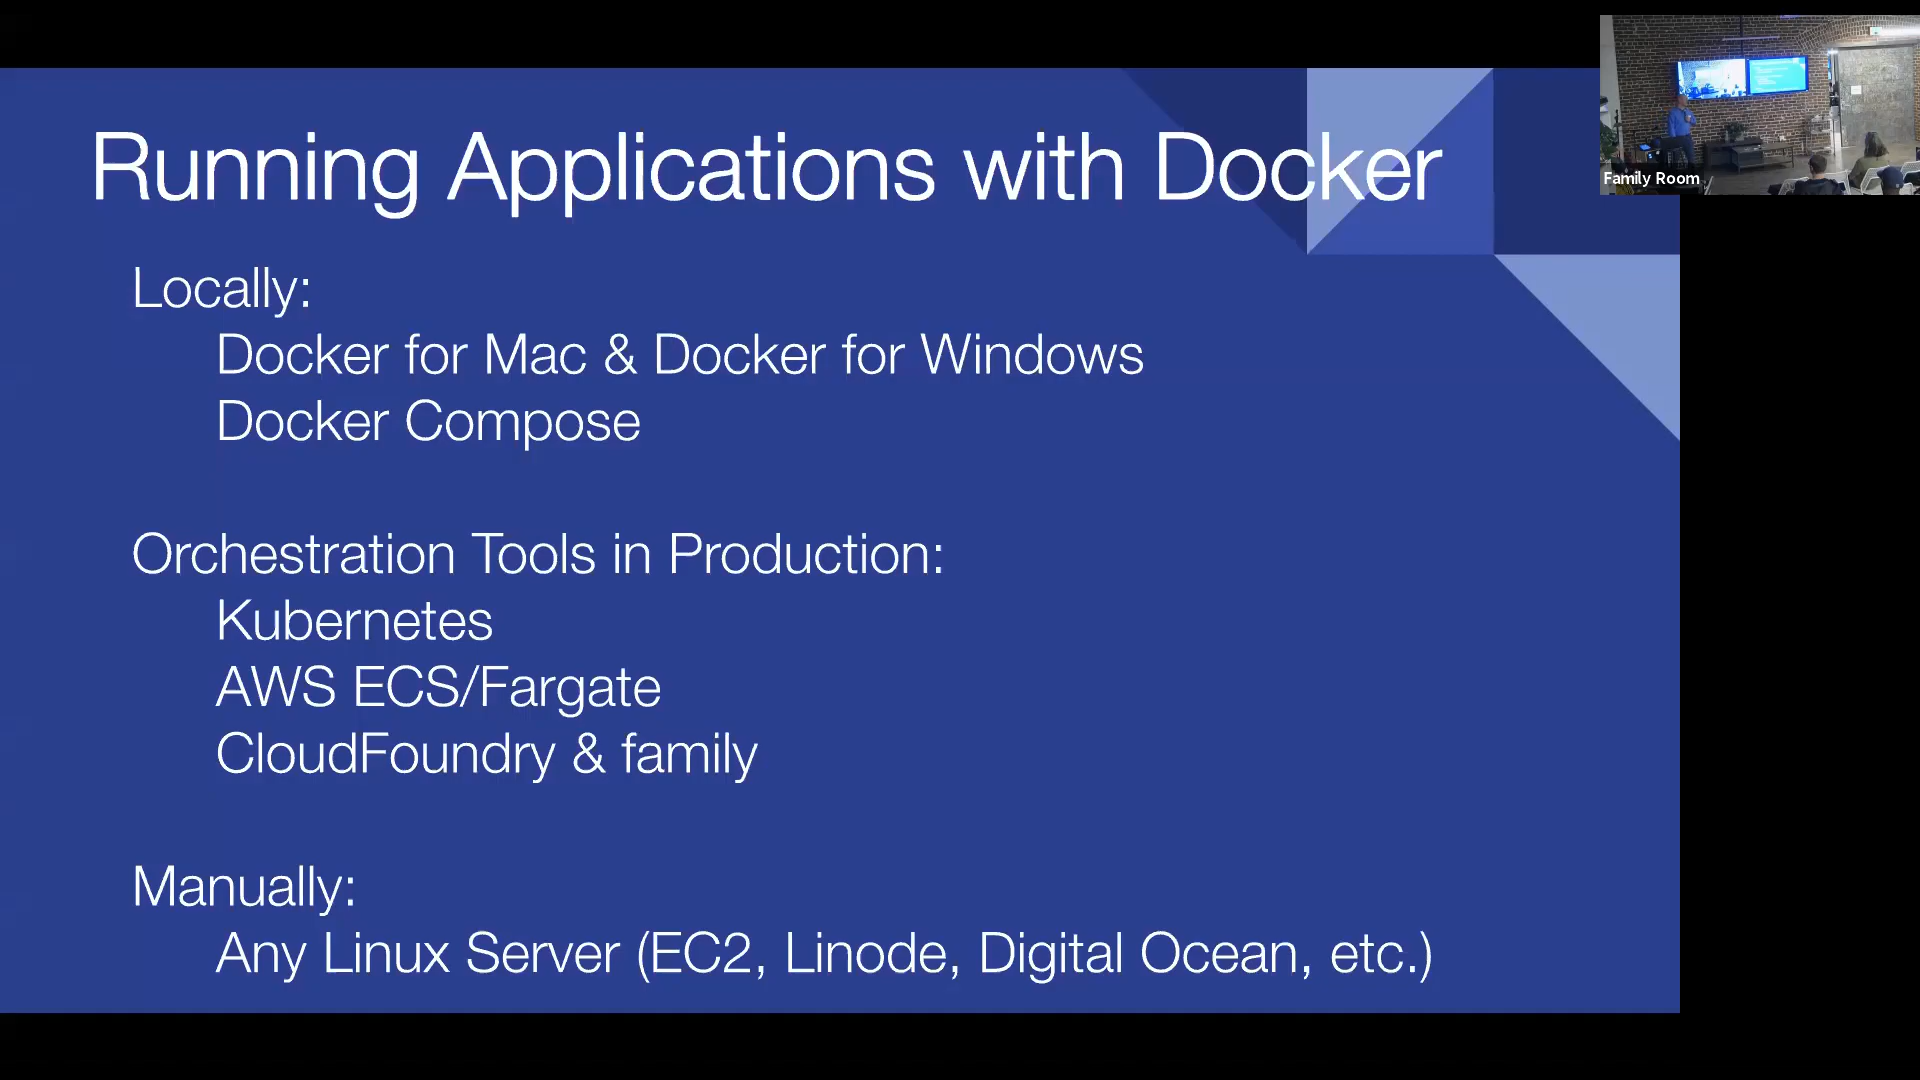 Running Applications with Docker
Locally:
Docker for Mac & Docker for Windows
Docker Compose
Orchestration Tools in Production:
Kubernetes
AWS ECS/Fargate
CloudFoundry & family
Manually:
Any Linux Server (EC2, Linode, Digital Ocean, etc.)
Family Room